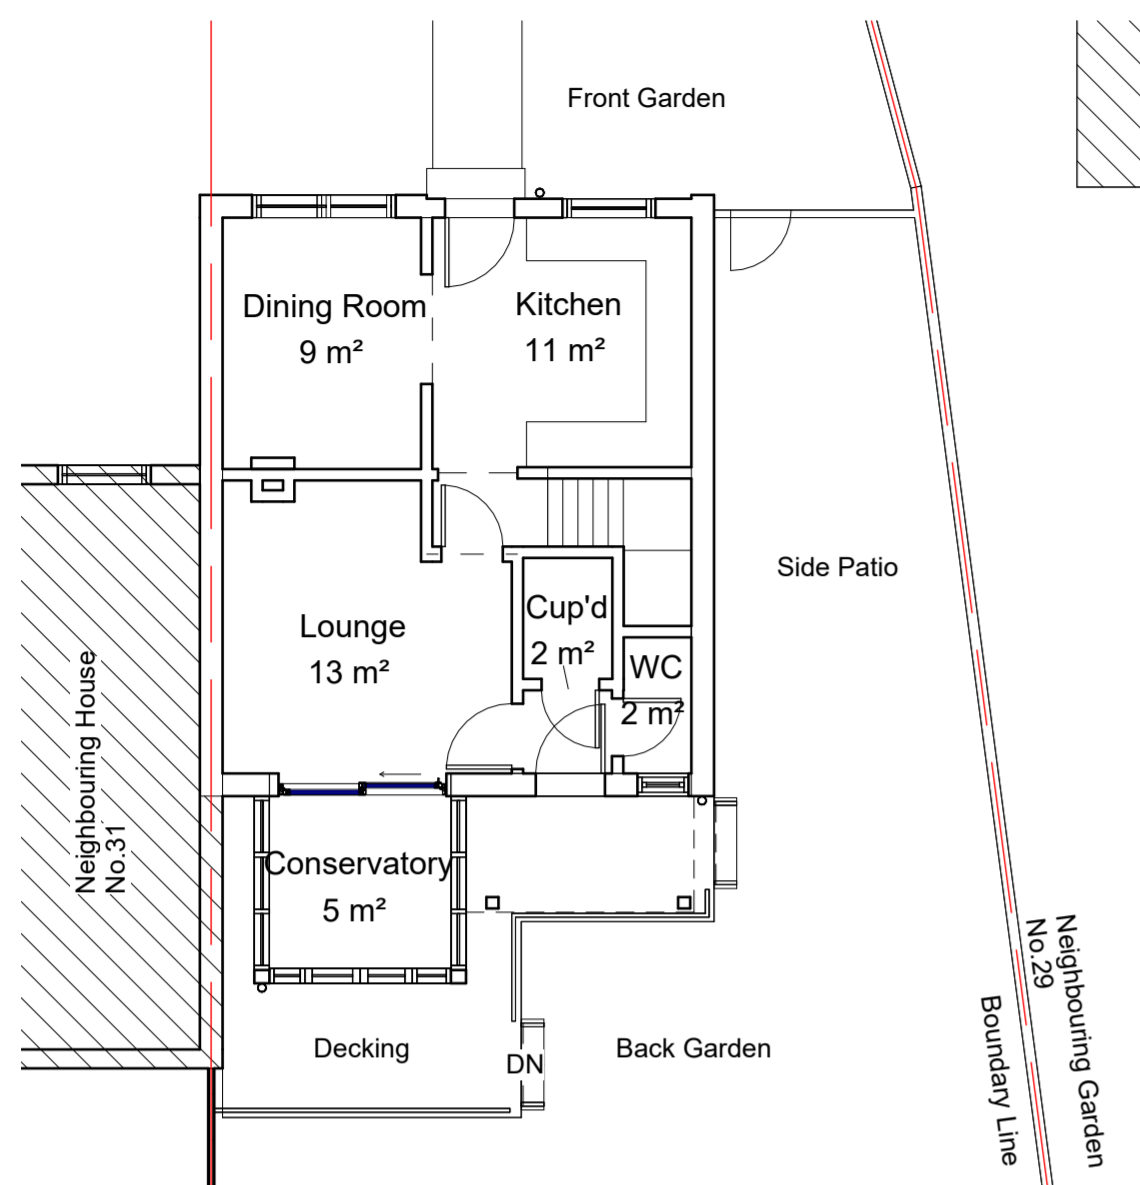 Front Garden
Dining Room
9 m²
Kitchen
11 m²
Side Patio
Lounge
13 m²
Cup'd
2 m²
WC
2 m²
Neighbouring House
No.31
Conservatory
5 m²
Decking
DN
Back Garden
Neighbouring Garden
No.29
Boundary Line